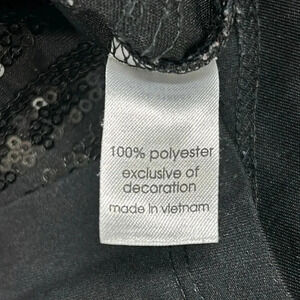 100% polyester
exclusive of
decoration
made in vietnam